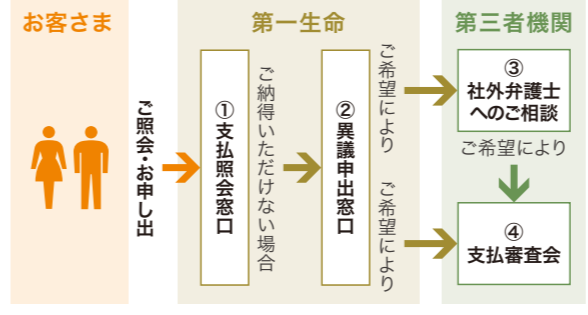 お客さま
ご照会・お申し出
第一生命
①支払照会窓口
ご納得いただけない場合
②異議申出窓口
ご希望により
ご希望により
第三者機関
③
社外弁護士
へのご相談
ご希望により
④
支払審査会